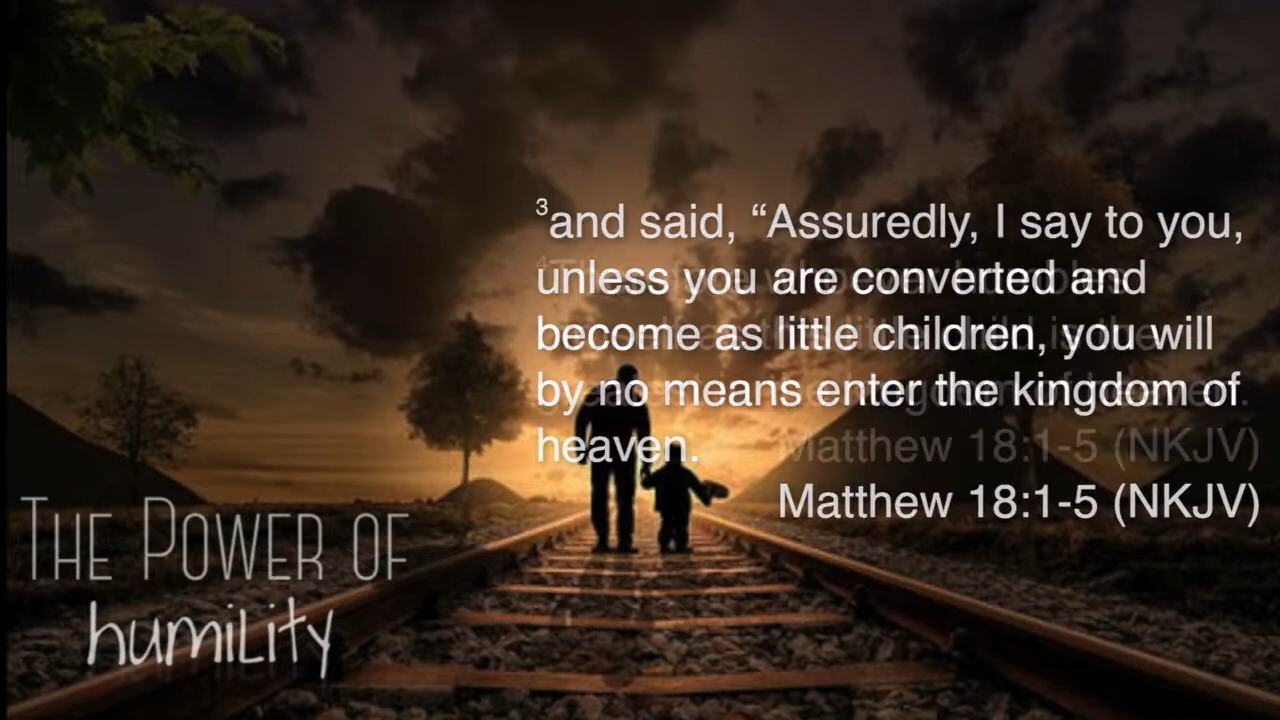 ³and said, “Assuredly, I say to you,
unless you are converted and
become as little children, you will
by no means enter the kingdom of
heaven.
Matthew 18:1-5 (NKJV)
Matthew 18:1-5 (NKJV)
The Power of
humility